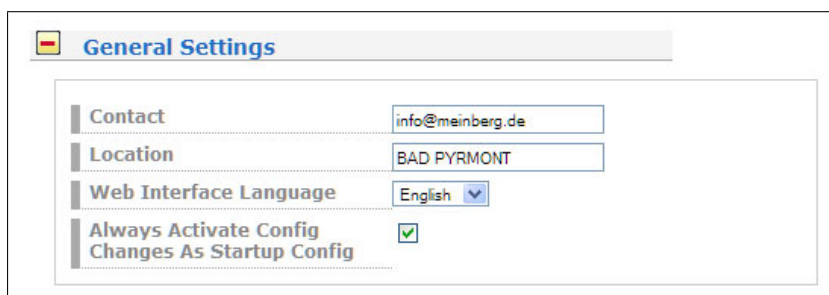 General Settings
Contact
info@meinberg.de
Location
BAD PYRMONT
Web Interface Language
English
Always Activate Config
Changes As Startup Config